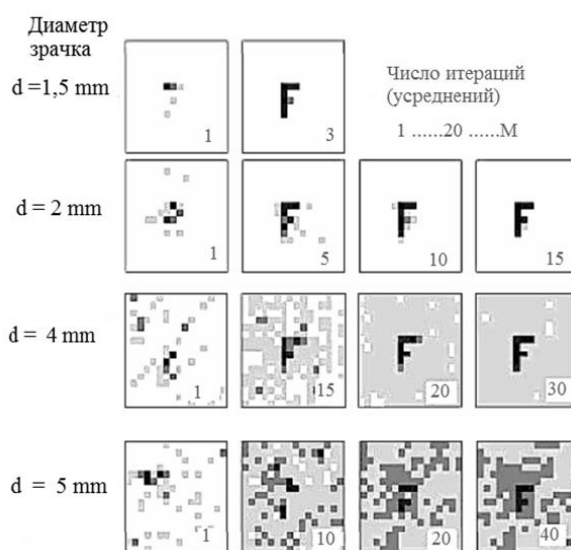 Диаметр
зрачка
d =1,5 mm
1
3
Число итераций
(усреднений)
1 ......20 ......М
d = 2 mm
1
5
10
15
d = 4 mm
1
15
20
30
d = 5 mm
1
10
20
40